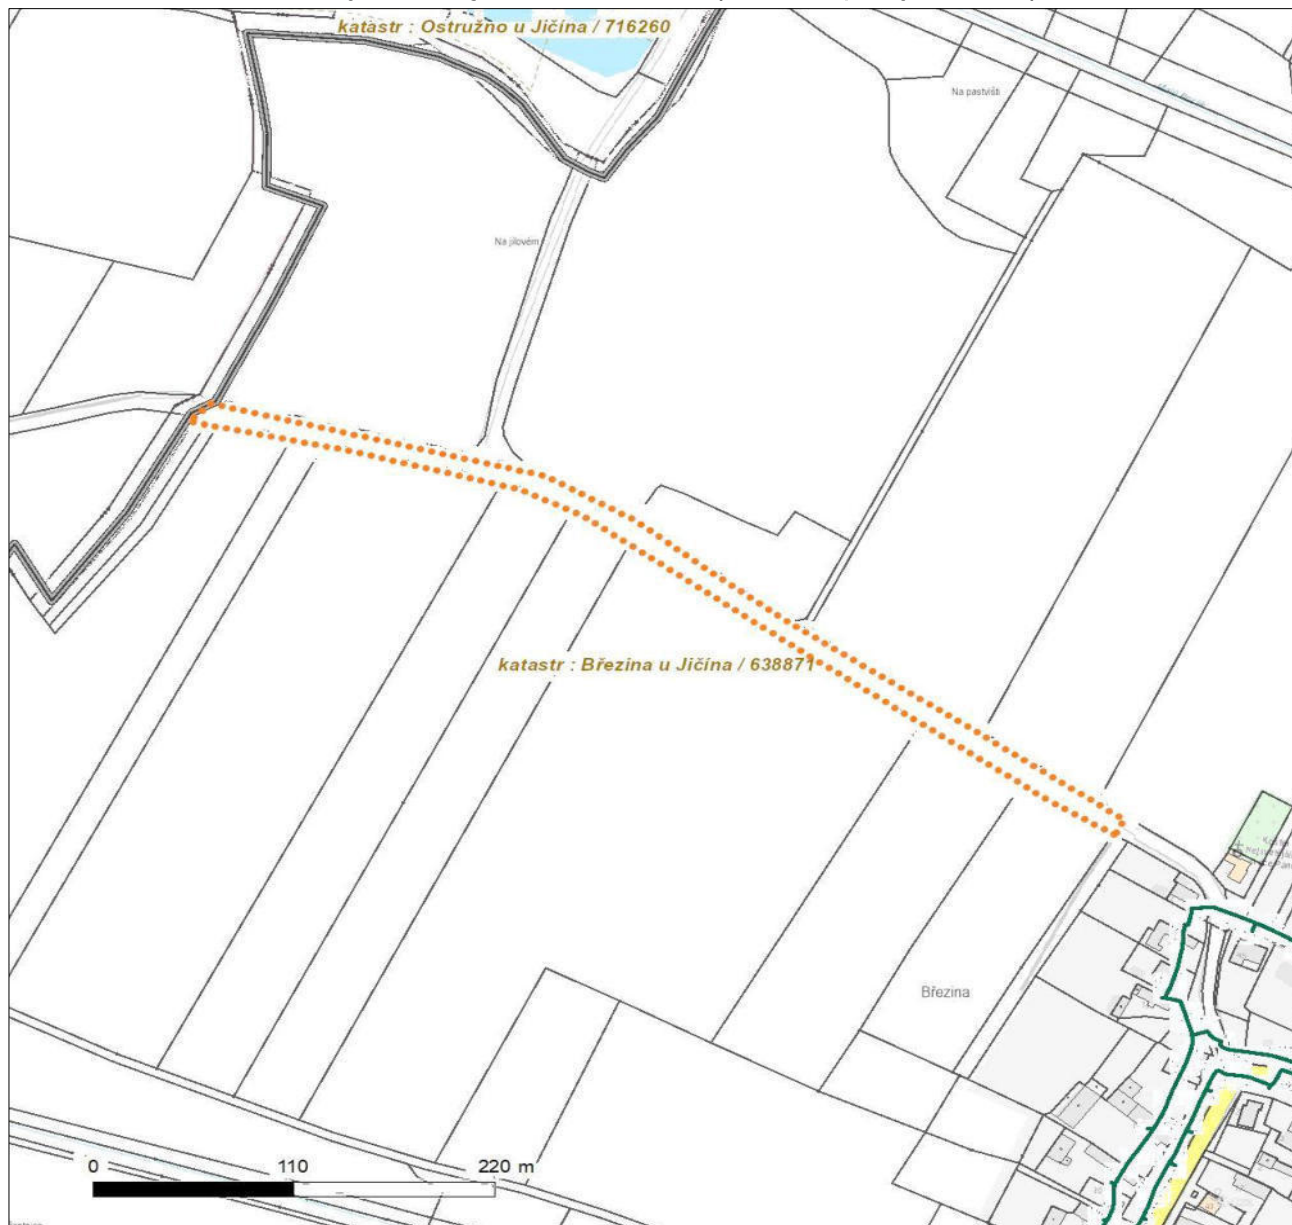 katastr : Ostružno u Jičína / 716260
Na pastvišti
Na jílovém
katastr : Březina u Jičína / 638871
Březina
0 110 220 m